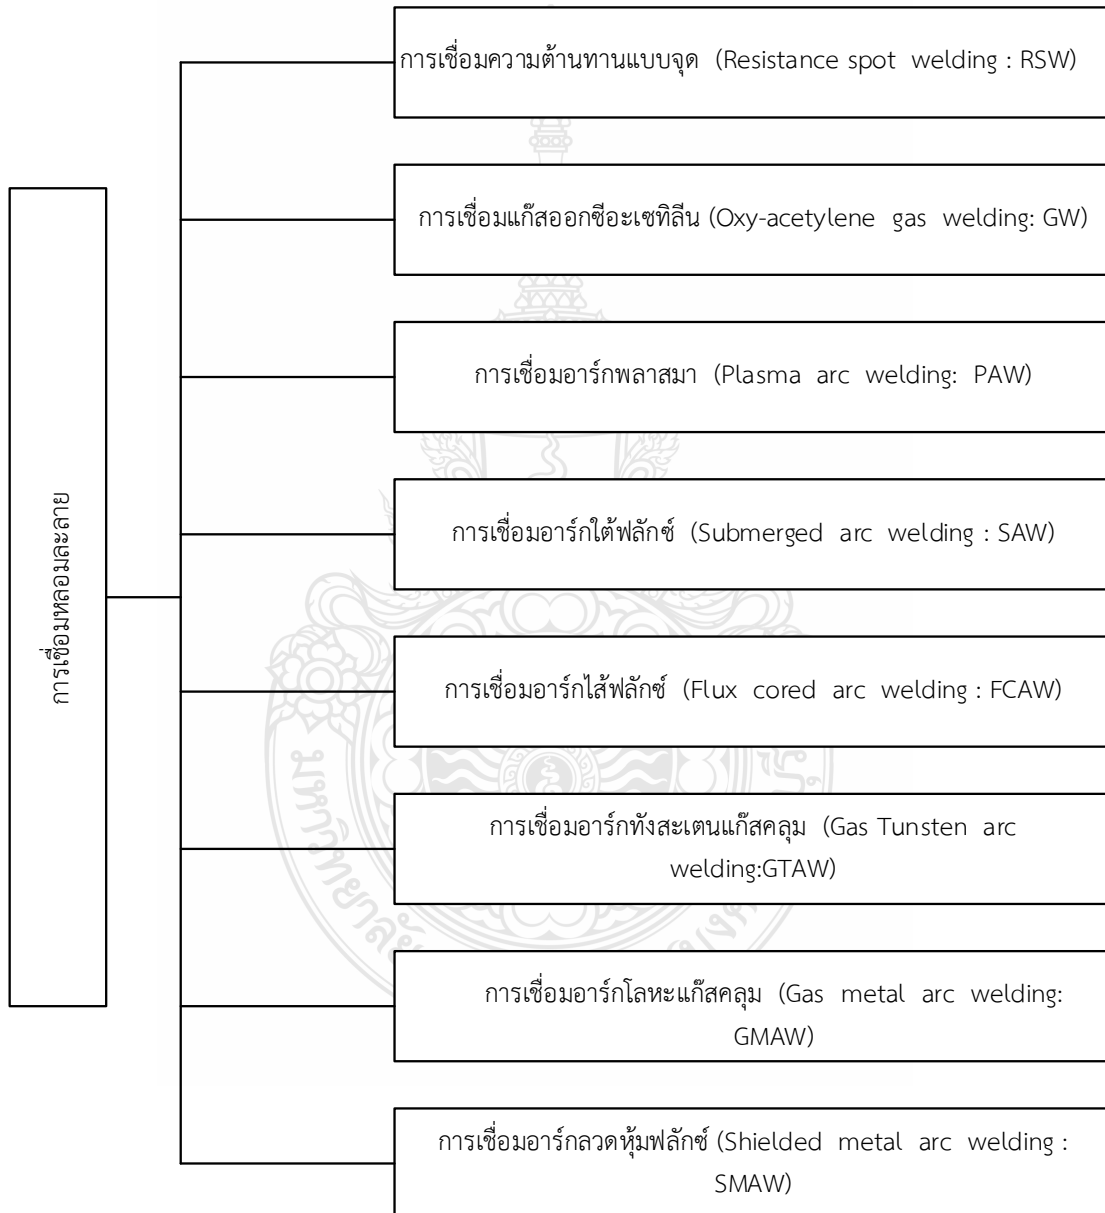 การเชื่อมหลอมละลาย
การเชื่อมความต้านทานแบบจุด (Resistance spot welding : RSW)
การเชื่อมแก๊สออกซีอะเซทิลีน (Oxy-acetylene gas welding: GW)
การเชื่อมอาร์กพลาสมา (Plasma arc welding: PAW)
การเชื่อมอาร์กใต้ฟลักซ์ (Submerged arc welding : SAW)
การเชื่อมอาร์กไส้ฟลักซ์ (Flux cored arc welding : FCAW)
การเชื่อมอาร์กทังสะเตนแก๊สคลุม (Gas Tunsten arc
welding:GTAW)
การเชื่อมอาร์กโลหะแก๊สคลุม (Gas metal arc welding:
GMAW)
การเชื่อมอาร์กลวดหุ้มฟลักซ์ (Shielded metal arc welding :
SMAW)
มหาวิทยาลัย